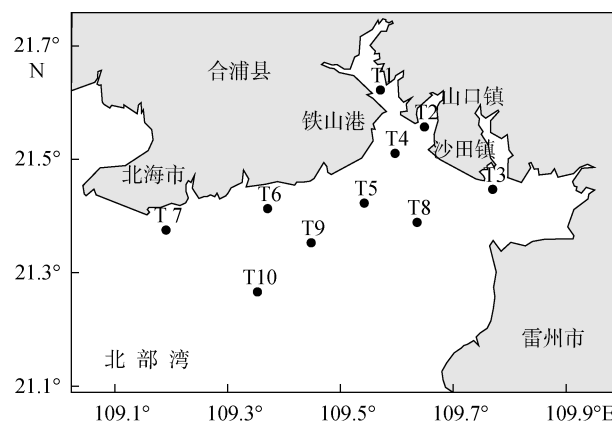 21.7°
N
合浦县
T1
山口镇
铁山港
T2
T4
沙田镇
21.5°
北海市
T3
T6
T5
T 7
T8
T9
21.3°
T10
雷州市
北 部 湾
21.1°
109.1°
109.3°
109.5°
109.7°
109.9°E